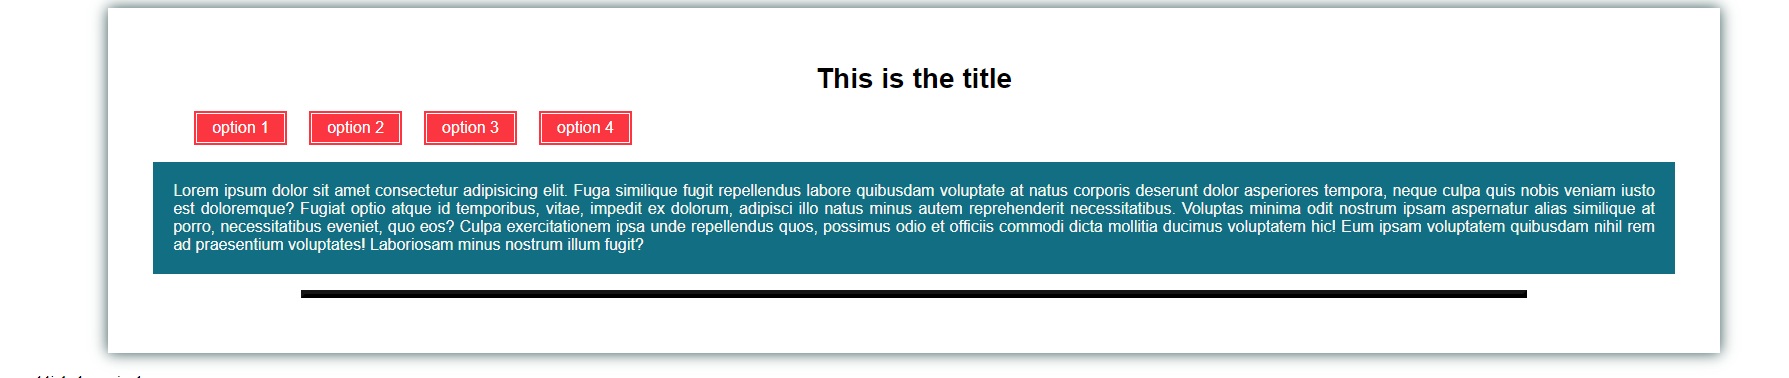 This is the title
option 1 option 2 option 3 option 4
Lorem ipsum dolor sit amet consectetur adipisicing elit. Fuga similique fugit repellendus labore quibusdam voluptate at natus corporis deserunt dolor asperiores tempora, neque culpa quis nobis veniam iusto
est doloremque? Fugiat optio atque id temporibus, vitae, impedit ex dolorum, adipisci illo natus minus autem reprehenderit necessitatibus. Voluptas minima odit nostrum ipsam aspernatur alias similique at
porro, necessitatibus eveniet, quo eos? Culpa exercitationem ipsa unde repellendus quos, possimus odio et officiis commodi dicta mollitia ducimus voluptatem hic! Eum ipsam voluptatem quibusdam nihil rem
ad praesentium voluptates! Laboriosam minus nostrum illum fugit?